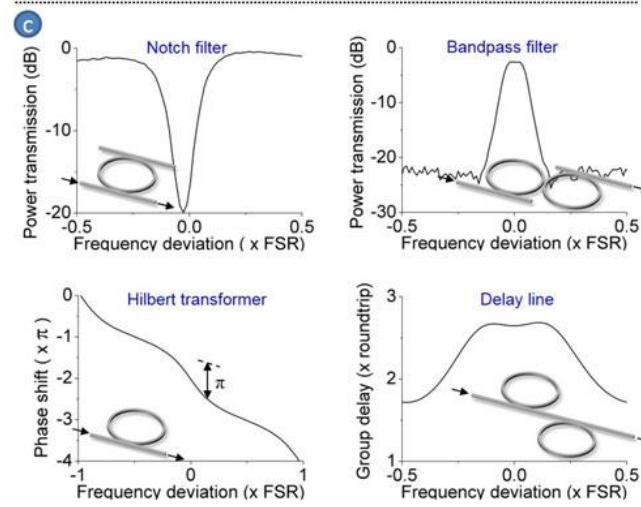 C
Notch filter
Power transmission (dB)
0
-10
-20
-0.5 0.0 0.5
Frequency deviation ( x FSR)
Bandpass filter
Power transmission (dB)
0
-10
-20
-30
-0.5 0.0 0.5
Frequency deviation (x FSR)
Hilbert transformer
Phase shift ( x π )
0
-1
-2
-3
-4
π
-1 0 1
Frequency deviation (x FSR)
Delay line
Group delay (x roundtrip)
3
2
1
-0.5 0.0 0.5
Frequency deviation (x FSR)